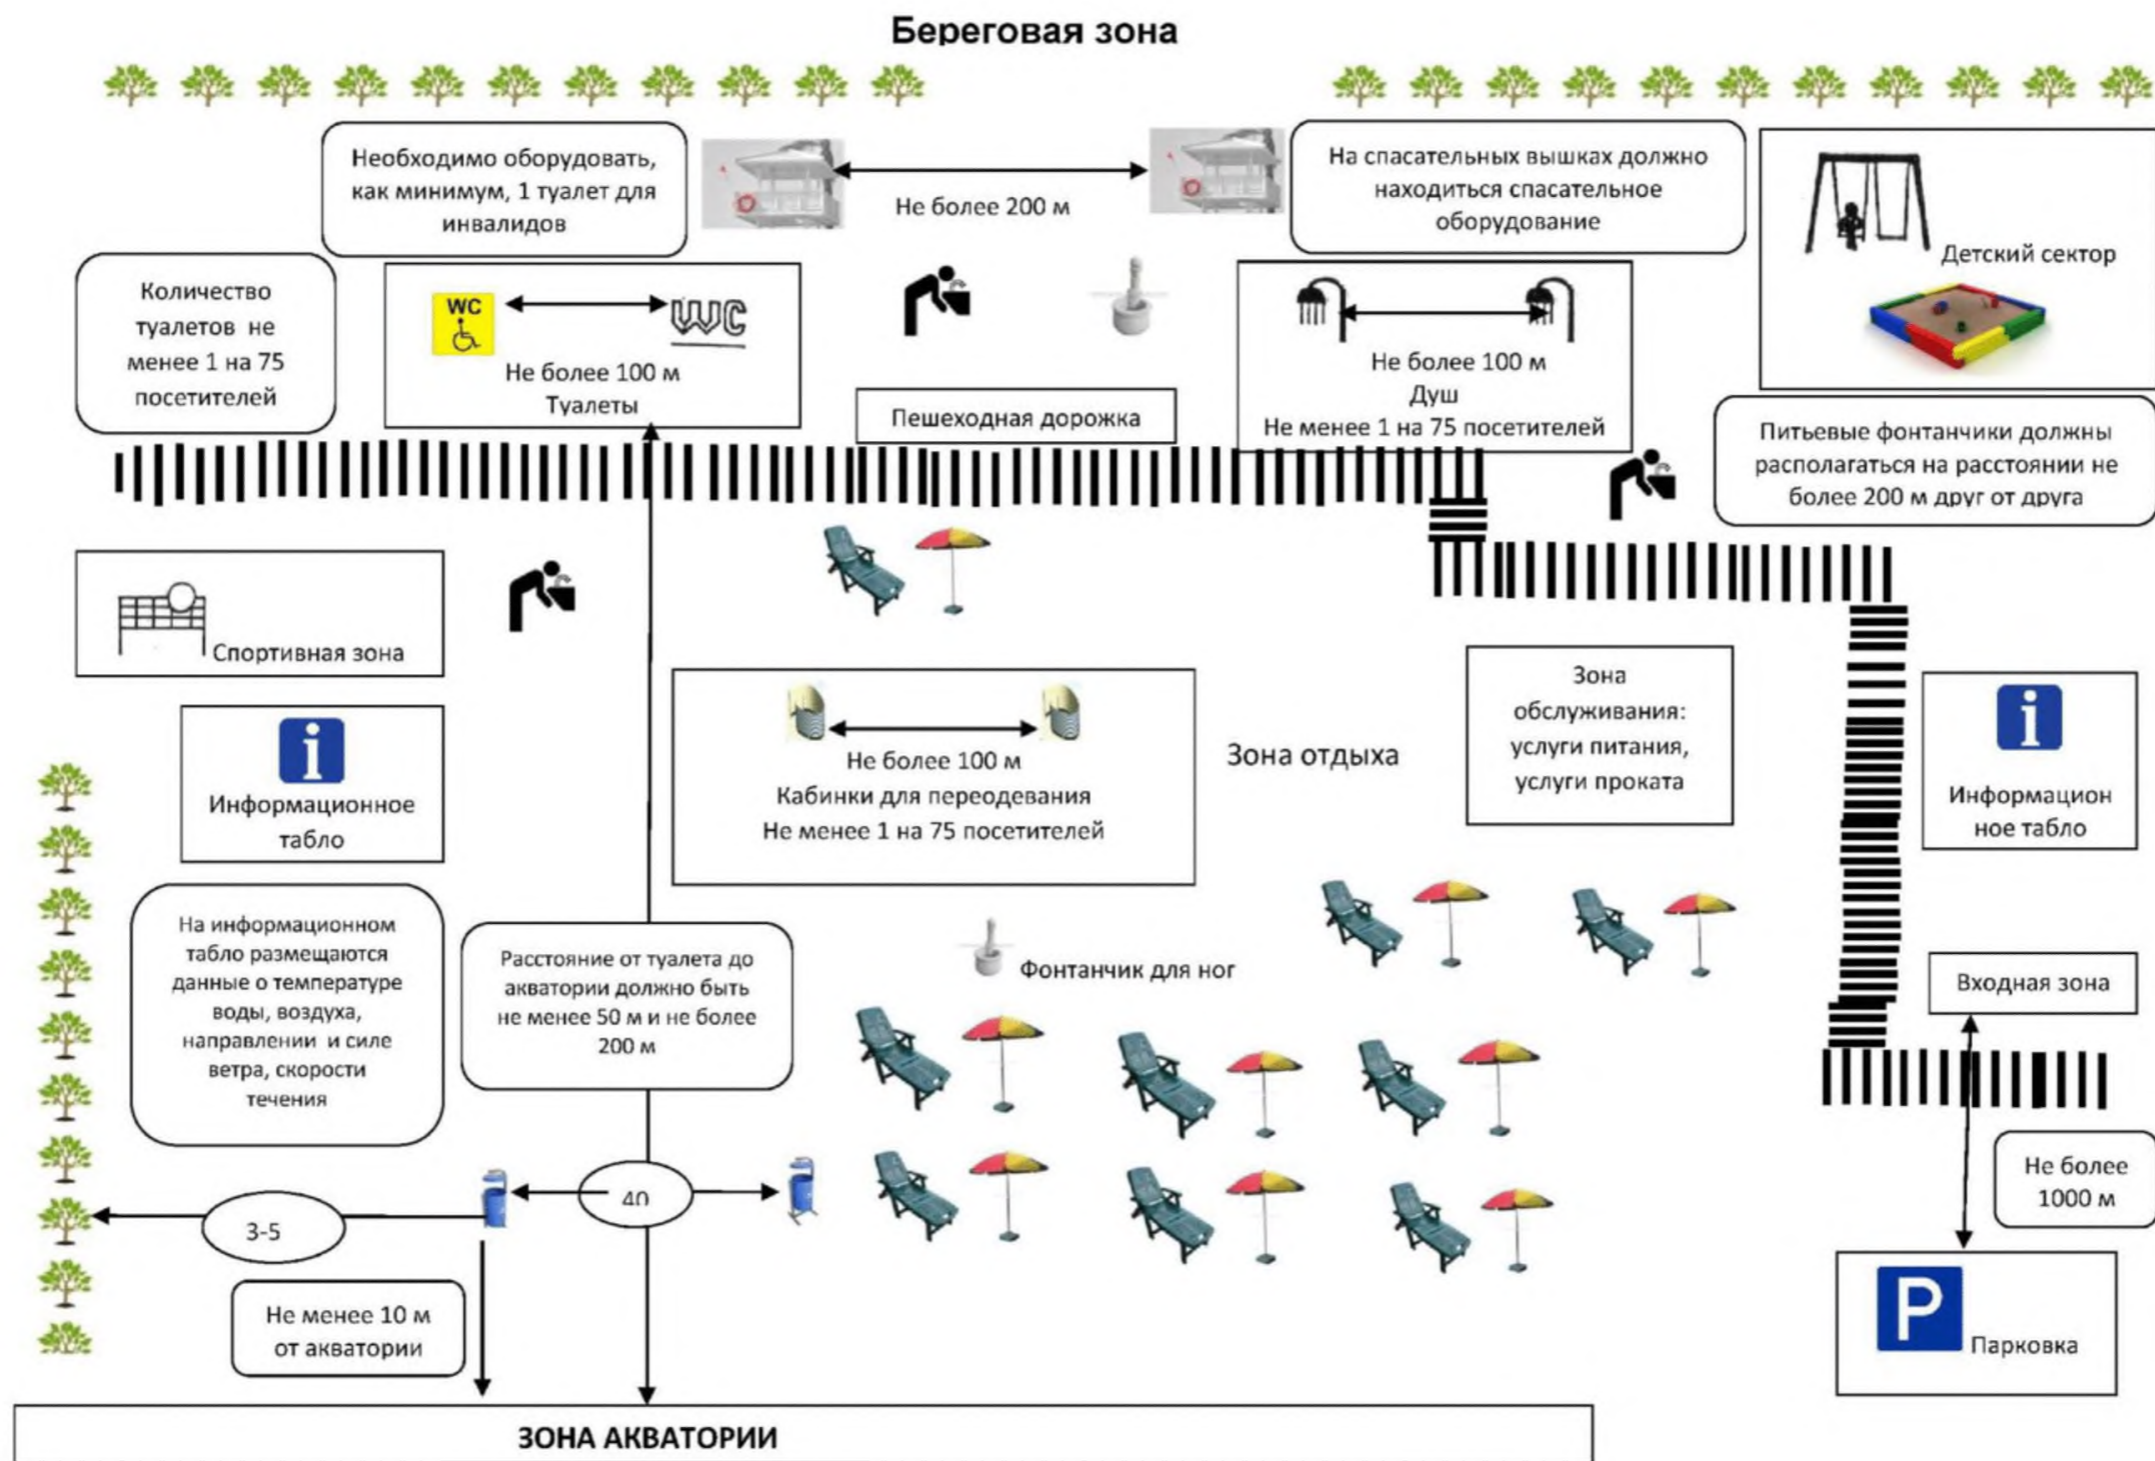 Береговая зона
Необходимо оборудовать,
как минимум, 1 туалет для
инвалидов
Не более 200 м
На спасательных вышках должно
находиться спасательное
оборудование
Детский сектор
Количество
туалетов не
менее 1 на 75
посетителей
WC
WC
Не более 100 м
Туалеты
Пешеходная дорожка
Не более 100 м
Душ
Не менее 1 на 75 посетителей
Питьевые фонтанчики должны
располагаться на расстоянии не
более 200 м друг от друга
Спортивная зона
i
Информационное
табло
Не более 100 м
Кабинки для переодевания
Не менее 1 на 75 посетителей
Зона отдыха
Зона
обслуживания:
услуги питания,
услуги проката
i
Информацион
ное табло
На информационном
табло размещаются
данные о температуре
воды, воздуха,
направлении и силе
ветра, скорости
течения
Расстояние от туалета до
акватории должно быть
не менее 50 м и не более
200 м
Фонтанчик для ног
Входная зона
Не более
1000 м
40
3-5
Не менее 10 м
от акватории
P
Парковка
ЗОНА АКВАТОРИИ